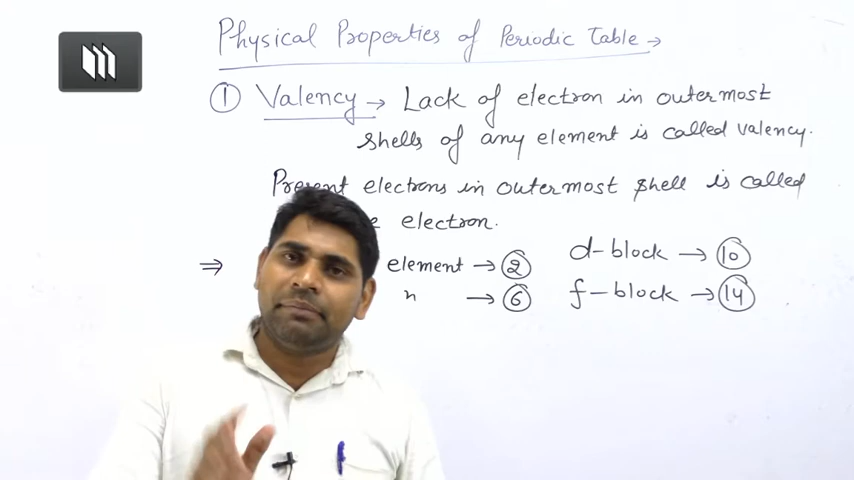 Physical Properties of Periodic Table →
① Valency → Lack of electron in outermost
shells of any element is called valency.
Present electrons in outermost shell is called
electron.
⇒ element → ② d-block → ⑩
" → ⑥ f-block → ⑭